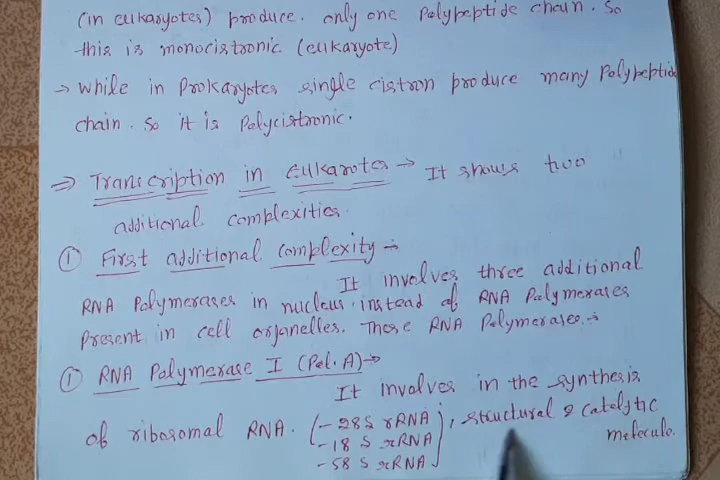 (in eukaryotes) produce. only one Polypeptide chain. So
this is monocistronic (eukaryote)
→ while in Prokaryotes single cistron produce many Polypeptide
chain. So it is Polycistronic.
⇒ Transcription in Eukarotes → It shows two
additional complexities.
① First additional complexity →
It involves three additional
RNA Polymerases in nucleus. instead of RNA Polymerases
Present in cell organelles. These RNA Polymerases. →
① RNA Polymerase I (Pol. A) →
It involves in the synthesis
of ribosomal RNA. (- 28S rRNA), structural & catalytic
- 18 S rRNA molecule.
- 58 S rRNA